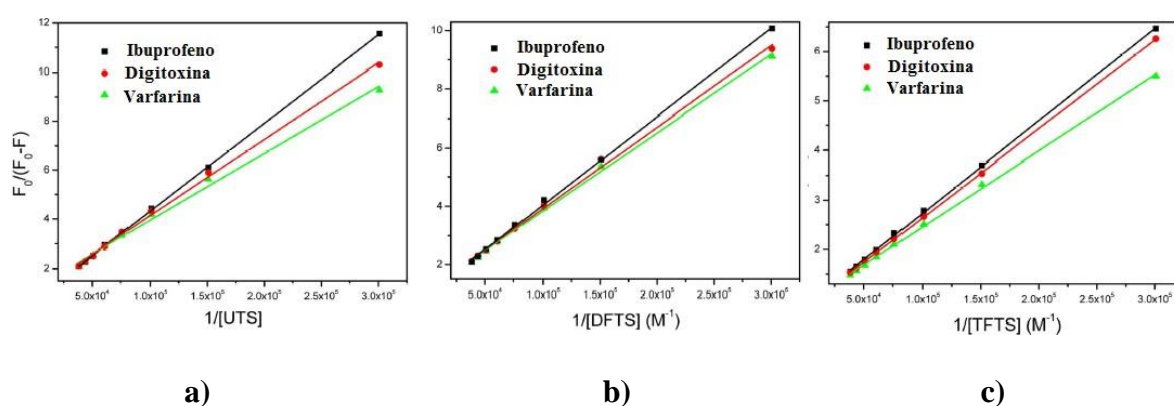 12
10
8
6
4
2
F₀/(F₀-F)
Ibuprofeno
Digitoxina
Varfarina
5.0x10⁴
1.0x10⁵
1.5x10⁵
2.0x10⁵
2.5x10⁵
3.0x10⁵
1/[UTS]
a)
10
8
6
4
2
Ibuprofeno
Digitoxina
Varfarina
5.0x10⁴
1.0x10⁵
1.5x10⁵
2.0x10⁵
2.5x10⁵
3.0x10⁵
1/[DFTS] (M⁻¹)
b)
6
5
4
3
2
Ibuprofeno
Digitoxina
Varfarina
5.0x10⁴
1.0x10⁵
1.5x10⁵
2.0x10⁵
2.5x10⁵
3.0x10⁵
1/[TFTS] (M⁻¹)
c)